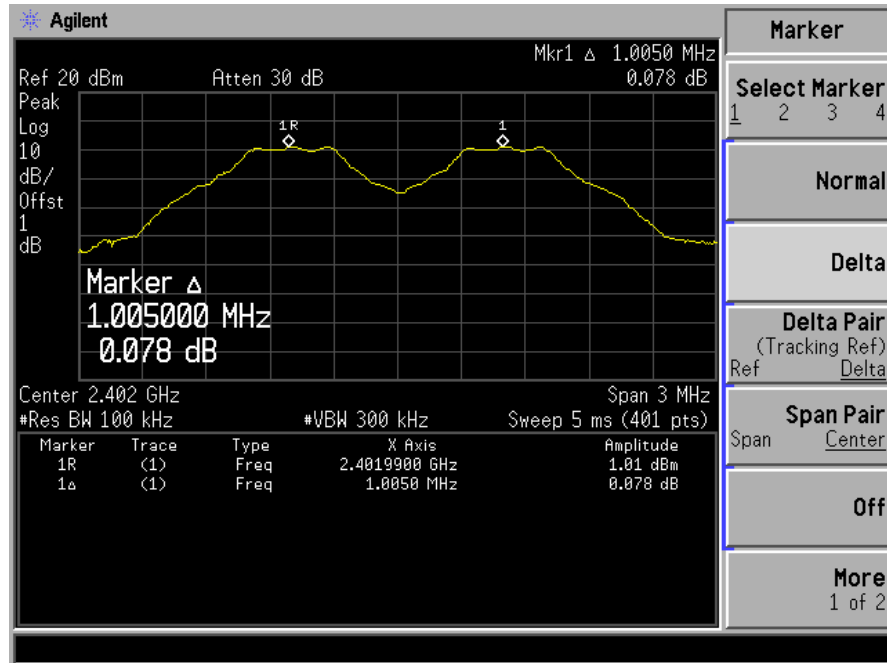 Agilent
Marker
Mkr1 Δ 1.0050 MHz
Ref 20 dBm Atten 30 dB 0.078 dB
Peak
Log
10
dB/
Offst
1
dB
1R
1
Marker Δ
1.005000 MHz
0.078 dB
Center 2.402 GHz Span 3 MHz
#Res BW 100 kHz #VBW 300 kHz Sweep 5 ms (401 pts)
Marker Trace Type X Axis Amplitude
1R (1) Freq 2.4019900 GHz 1.01 dBm
1Δ (1) Freq 1.0050 MHz 0.078 dB
Select Marker
1 2 3 4
Normal
Delta
Delta Pair
(Tracking Ref)
Ref Delta
Span Pair
Span Center
Off
More
1 of 2